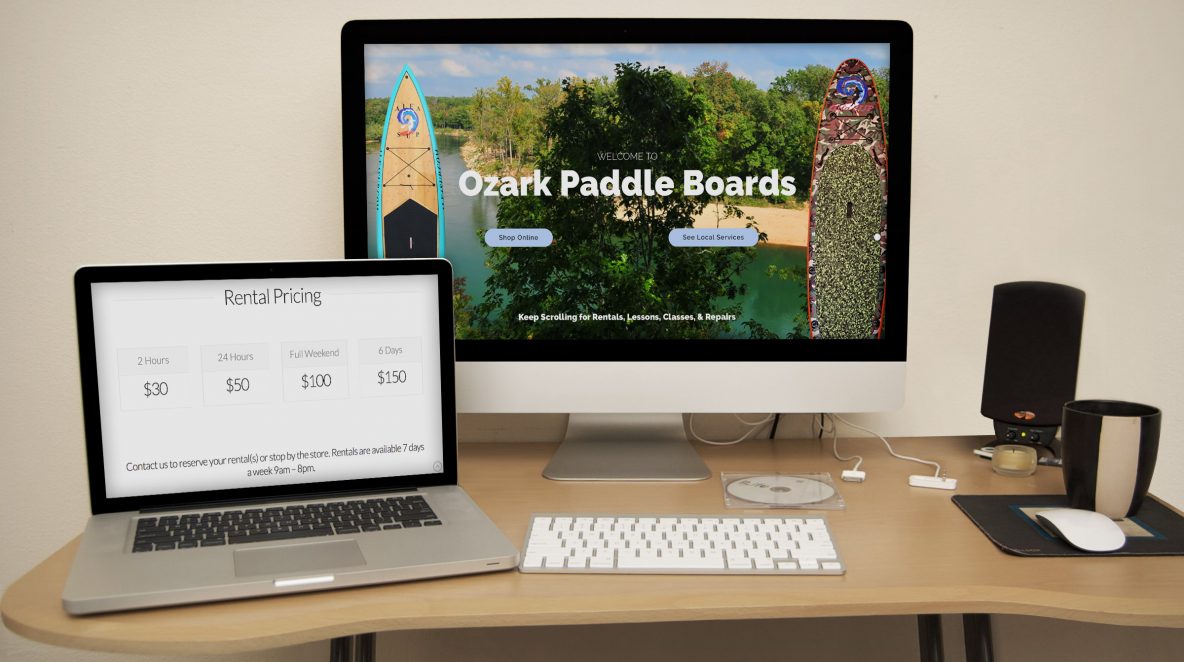 WELCOME TO
Ozark Paddle Boards
Shop Online
See Local Services
Keep Scrolling for Rentals, Lessons, Classes, & Repairs
Rental Pricing
2 Hours
24 Hours
Full Weekend
6 Days
$30
$50
$100
$150
Contact us to reserve your rental(s) or stop by the store. Rentals are available 7 days
a week 9am – 8pm.